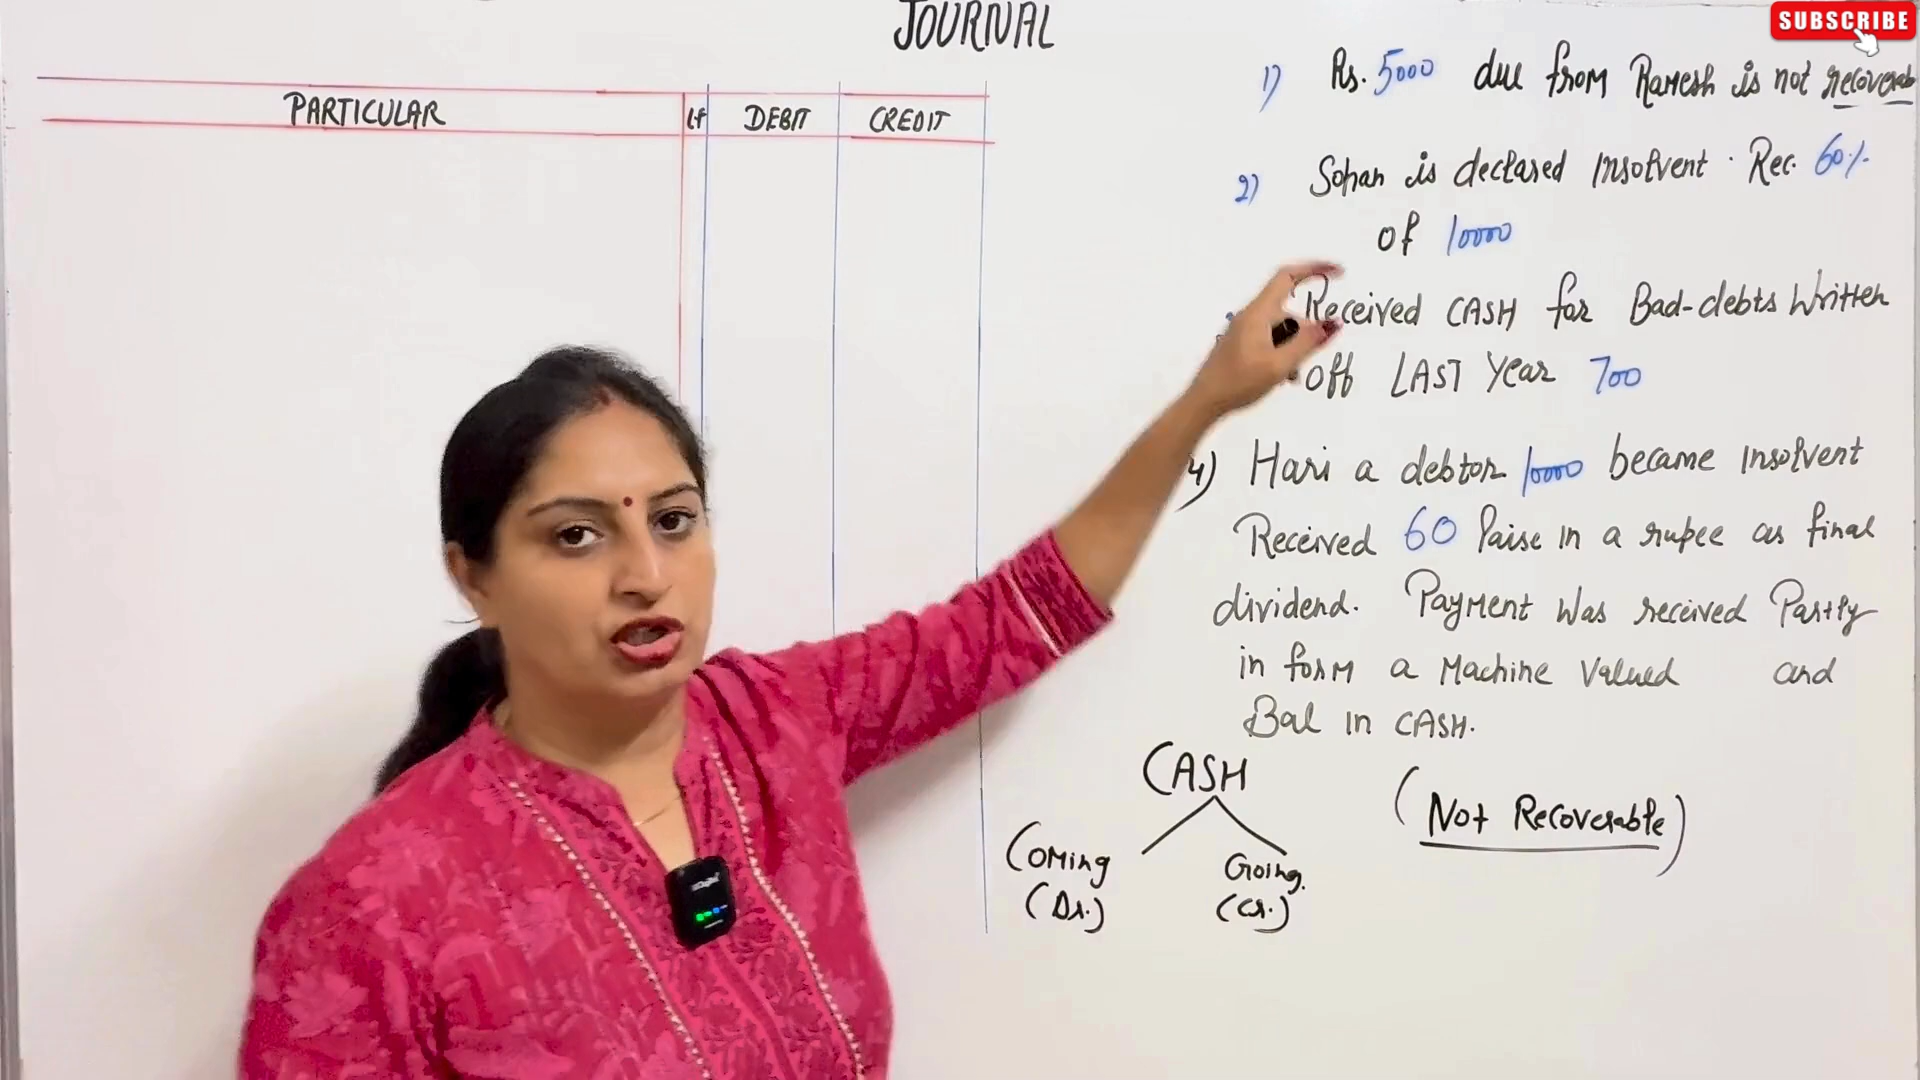 JOURNAL
SUBSCRIBE
PARTICULAR
Lf
DEBIT
CREDIT
1) Rs. 5000 due from Ramesh is not recoverab
2) Sohan is declared Insolvent. Rec. 60%
of 10000
Received CASH for Bad-debts Written
off LAST Year 700
4) Hari a debtor 10000 became insolvent
Received 60 Paise in a rupee as final
dividend. Payment was received Partly
in form a Machine Valued and
Bal in CASH.
CASH
Coming
(Dr.)
Going.
(Cr.)
(Not Recoverable)